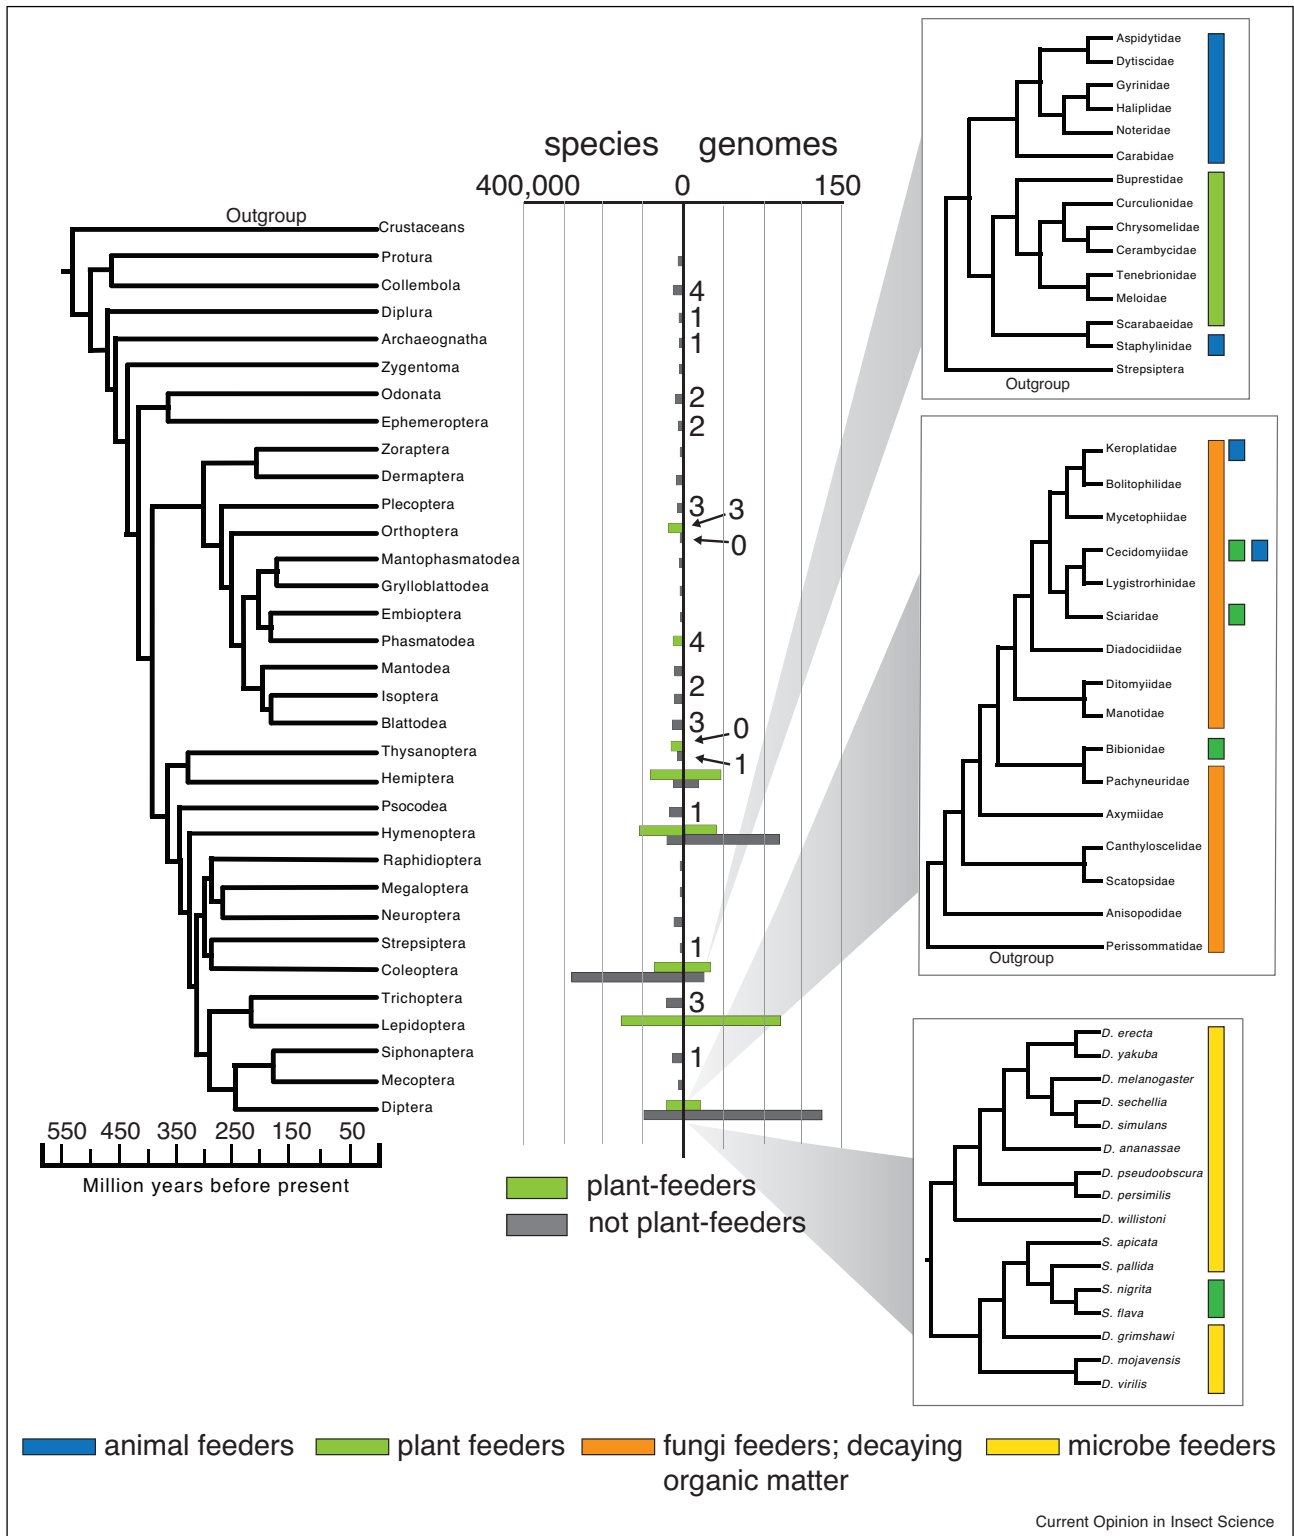 species genomes
400,000 0 150
Outgroup
Crustaceans
Protura
Collembola
4
Diplura
1
Archaeognatha
1
Zygentoma
Odonata
2
Ephemeroptera
2
Zoraptera
Dermaptera
Plecoptera
3
3
Orthoptera
0
Mantophasmatodea
Grylloblattodea
Embioptera
Phasmatodea
4
Mantodea
Isoptera
2
Blattodea
3
0
Thysanoptera
1
Hemiptera
Psocodea
1
Hymenoptera
Raphidioptera
Megaloptera
Neuroptera
Strepsiptera
1
Coleoptera
Trichoptera
3
Lepidoptera
Siphonaptera
1
Mecoptera
Diptera
550 450 350 250 150 50
Million years before present
plant-feeders
not plant-feeders
Aspidytidae
Dytiscidae
Gyrinidae
Haliplidae
Noteridae
Carabidae
Buprestidae
Curculionidae
Chrysomelidae
Cerambycidae
Tenebrionidae
Meloidae
Scarabaeidae
Staphylinidae
Strepsiptera
Outgroup
Keroplatidae
Bolitophilidae
Mycetophiidae
Cecidomyiidae
Lygistrorhinidae
Sciaridae
Diadocidiidae
Ditomyiidae
Manotidae
Bibionidae
Pachyneuridae
Axymiidae
Canthyloscelidae
Scatopsidae
Anisopodidae
Perissommatidae
Outgroup
D. erecta
D. yakuba
D. melanogaster
D. sechellia
D. simulans
D. ananassae
D. pseudoobscura
D. persimilis
D. willistoni
S. apicata
S. pallida
S. nigrita
S. flava
D. grimshawi
D. mojavensis
D. virilis
animal feeders
plant feeders
fungi feeders; decaying
organic matter
microbe feeders
Current Opinion in Insect Science